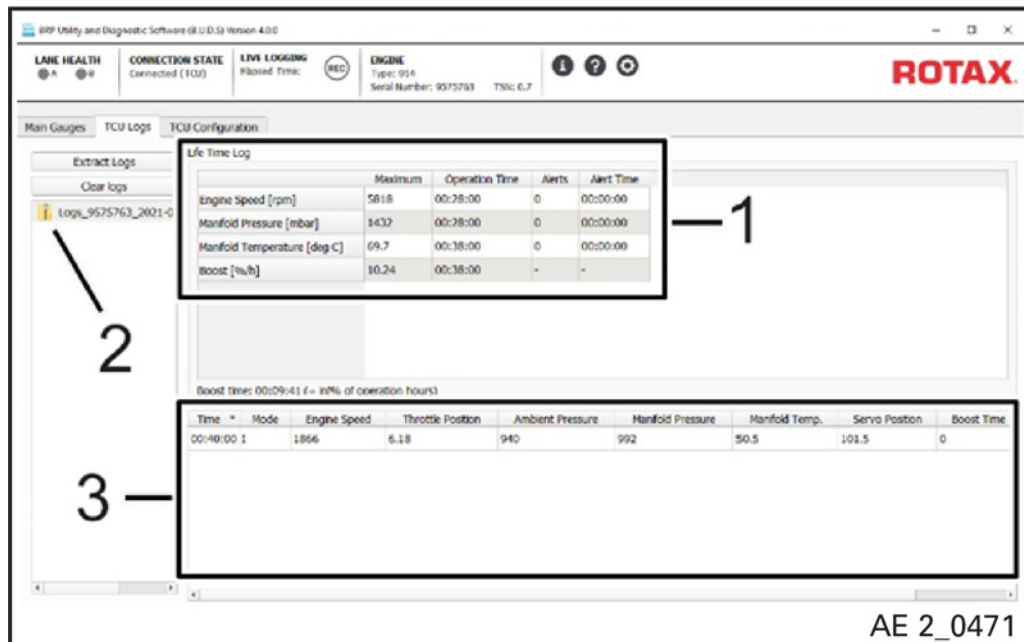 BRP Utility and Diagnostic Software (B.U.D.S) Version 4.0.0
LANE HEALTH
A B
CONNECTION STATE
Connected (TCU)
LIVE LOGGING
Elapsed Time:
REC
ENGINE
Type: 914
Serial Number: 9575763 TSN: 0.7
ROTAX
Main Gauges TCU Logs TCU Configuration
Extract Logs
Clear logs
Logs_9575763_2021-0
Life Time Log
Maximum Operation Time Alerts Alert Time
Engine Speed [rpm] 5818 00:28:00 0 00:00:00
Manifold Pressure [mbar] 1432 00:28:00 0 00:00:00
Manifold Temperature [deg C] 69.7 00:38:00 0 00:00:00
Boost [%/h] 10.24 00:38:00 - -
1
2
Boost time: 00:09:41 (= inf% of operation hours)
Time Mode Engine Speed Throttle Position Ambient Pressure Manifold Pressure Manifold Temp. Servo Position Boost Time
00:40:00 1 1866 6.18 940 992 50.5 101.5 0
3
AE 2_0471